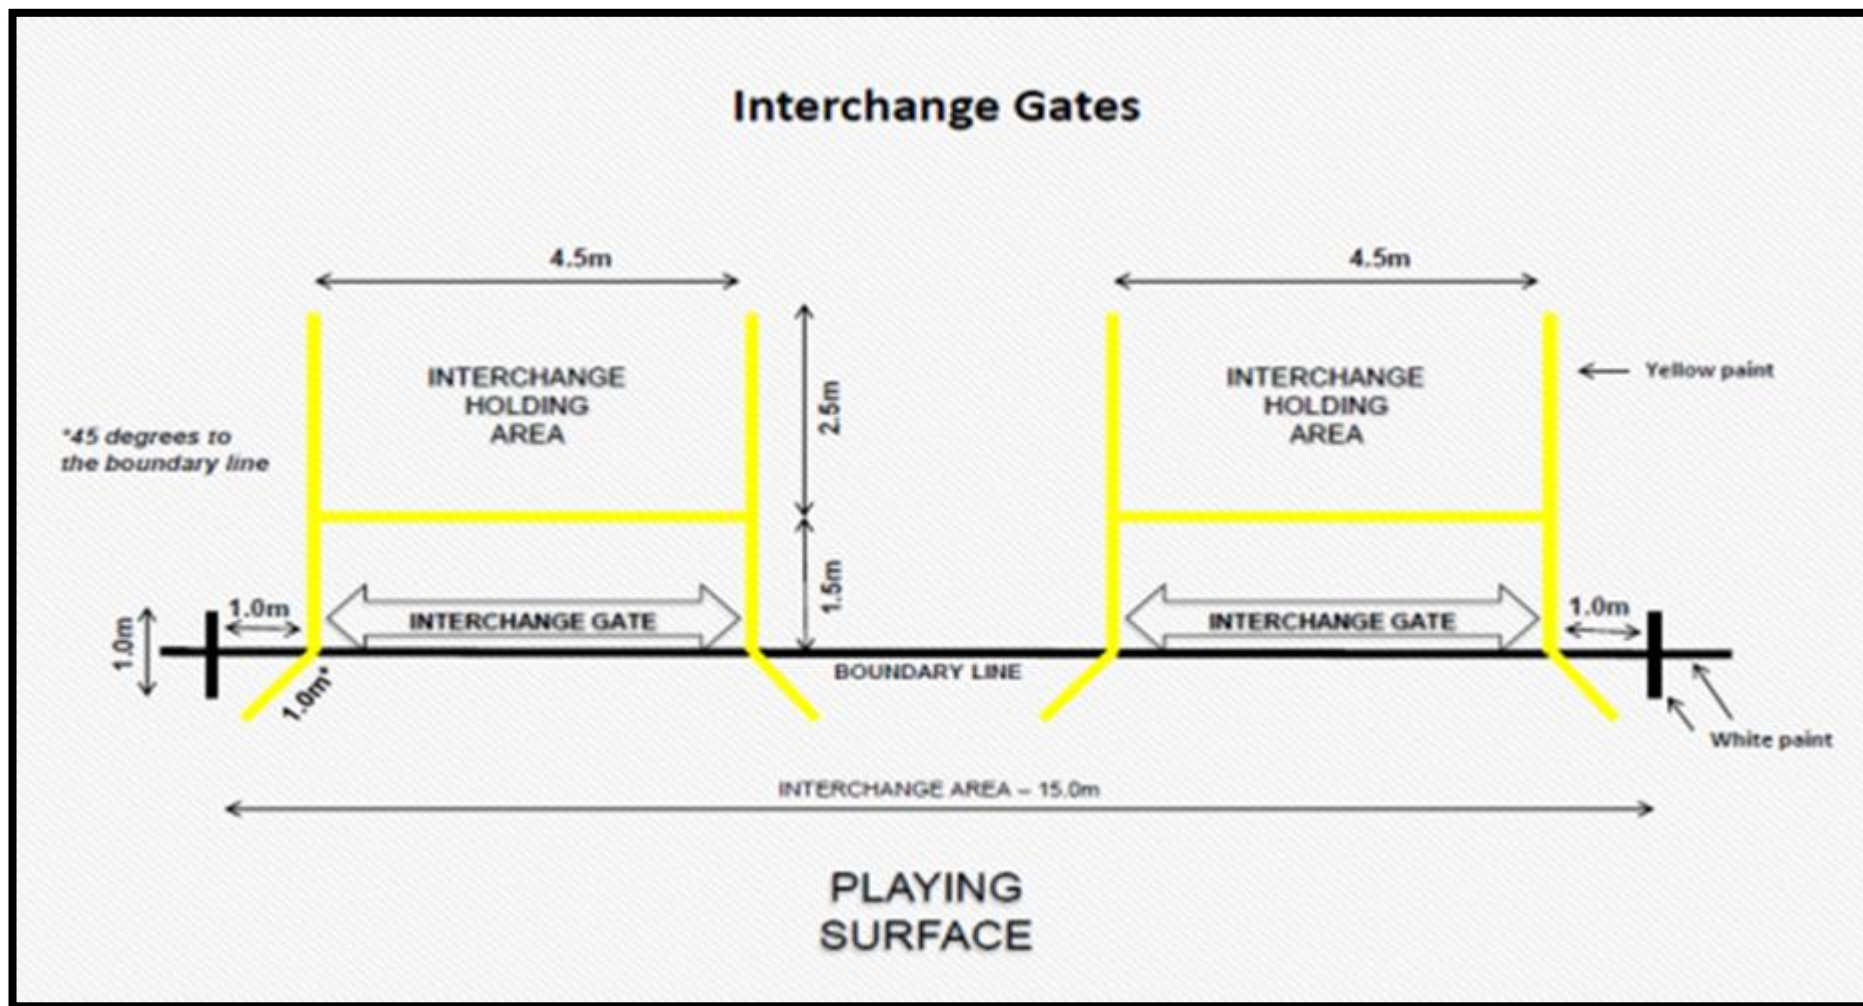 Interchange Gates
4.5m
4.5m
INTERCHANGE
HOLDING
AREA
2.5m
INTERCHANGE
HOLDING
AREA
Yellow paint
*45 degrees to
the boundary line
1.0m
1.0m
INTERCHANGE GATE
1.5m
INTERCHANGE GATE
1.0m
1.0m*
BOUNDARY LINE
White paint
INTERCHANGE AREA – 15.0m
PLAYING
SURFACE